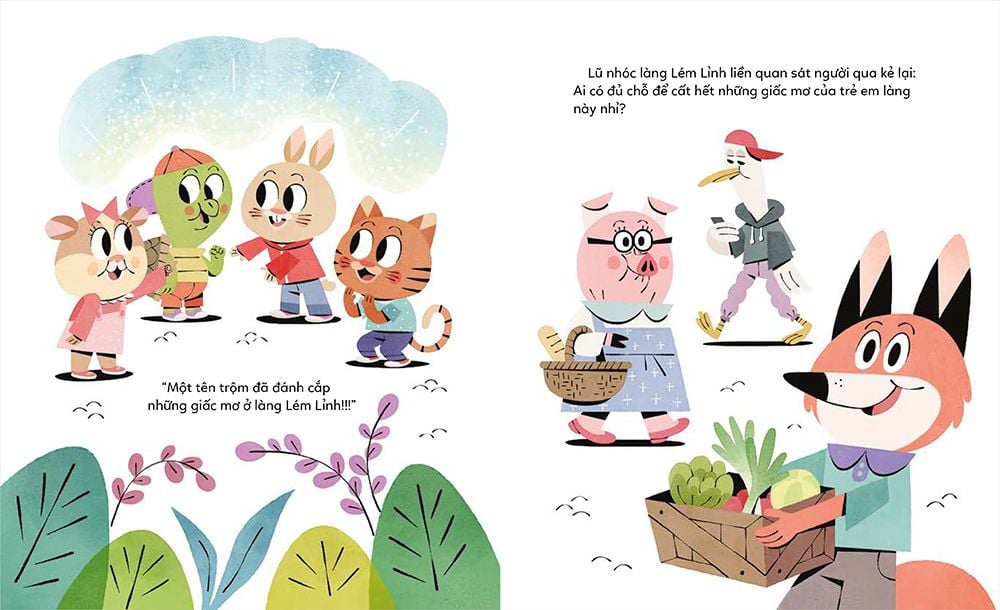 “Một tên trộm đã đánh cắp
những giấc mơ ở làng Lém Lỉnh!!!”
Lũ nhóc làng Lém Lỉnh liền quan sát người qua kẻ lại:
Ai có đủ chỗ để cất hết những giấc mơ của trẻ em làng
này nhỉ?